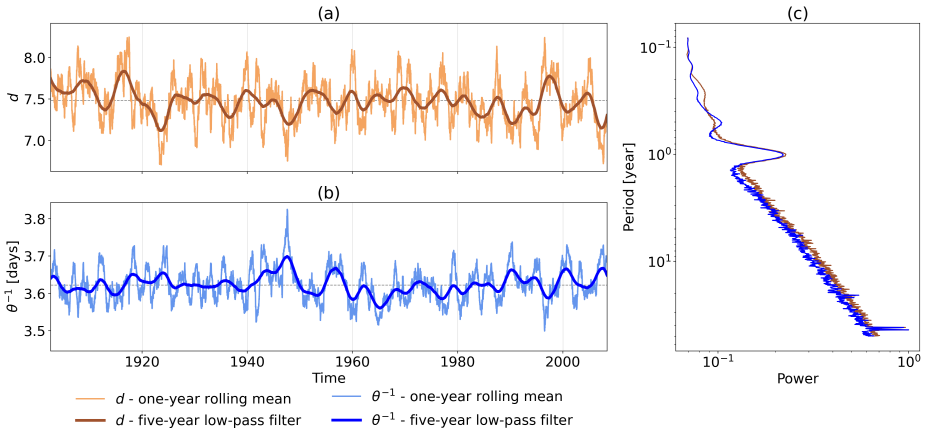 (a)
8.0
7.5
7.0
d
(b)
3.8
3.7
3.6
3.5
θ⁻¹ [days]
1920 1940 1960 1980 2000
Time
d - one-year rolling mean
d - five-year low-pass filter
θ⁻¹ - one-year rolling mean
θ⁻¹ - five-year low-pass filter
(c)
10⁻¹
10⁰
10¹
Period [year]
10⁻¹ 10⁰
Power